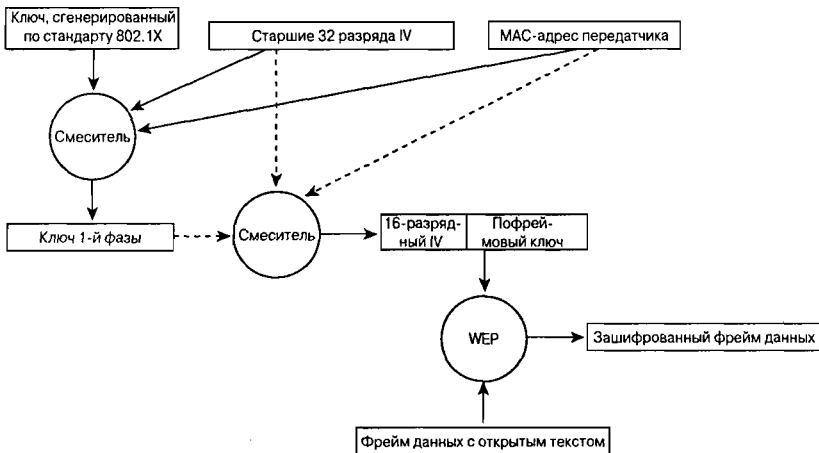 Ключ, сгенерированный
по стандарту 802.1X
Старшие 32 разряда IV
МАС-адрес передатчика
Смеситель
Ключ 1-й фазы
Смеситель
16-разряд-
ный IV
Пофрей-
мовый ключ
WEP
Зашифрованный фрейм данных
Фрейм данных с открытым текстом